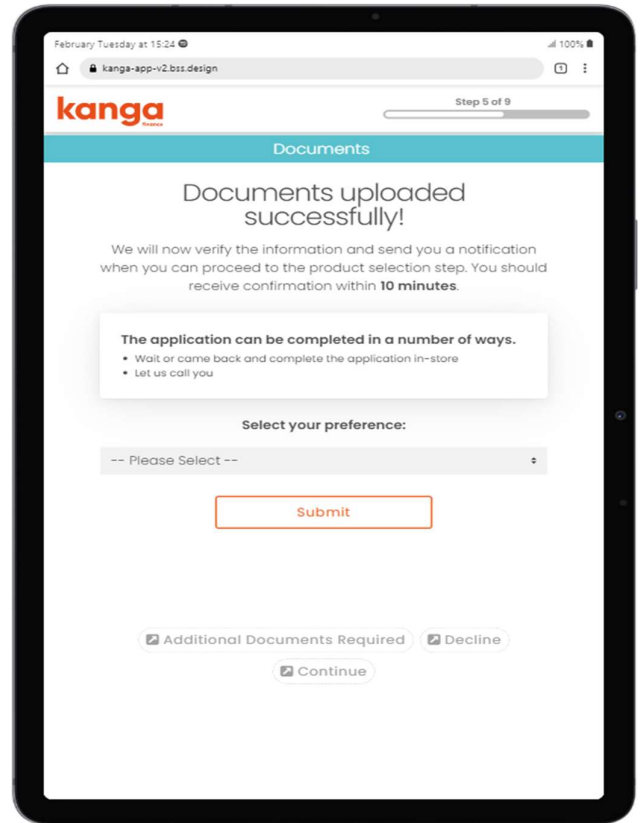 February Tuesday at 15:24
100%
kanga-app-v2.bss.design
1
kanga
finance
Step 5 of 9
Documents
Documents uploaded
successfully!
We will now verify the information and send you a notification
when you can proceed to the product selection step. You should
receive confirmation within 10 minutes.
The application can be completed in a number of ways.
• Wait or came back and complete the application in-store
• Let us call you
Select your preference:
-- Please Select --
Submit
Additional Documents Required
Decline
Continue